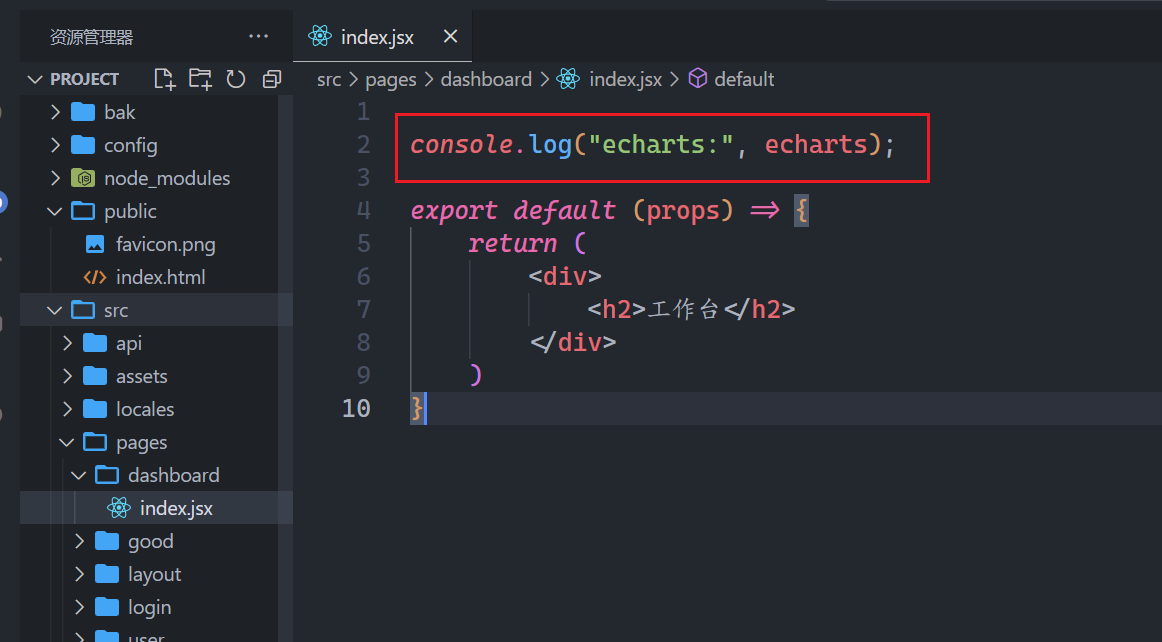 资源管理器 ···
index.jsx
PROJECT
src > pages > dashboard > index.jsx > default
bak
config
node_modules
public
favicon.png
index.html
src
api
assets
locales
pages
dashboard
index.jsx
good
layout
login
user
1
2 console.log("echarts:", echarts);
3
4 export default (props) => {
5 return (
6 <div>
7 <h2>工作台</h2>
8 </div>
9 )
10 }